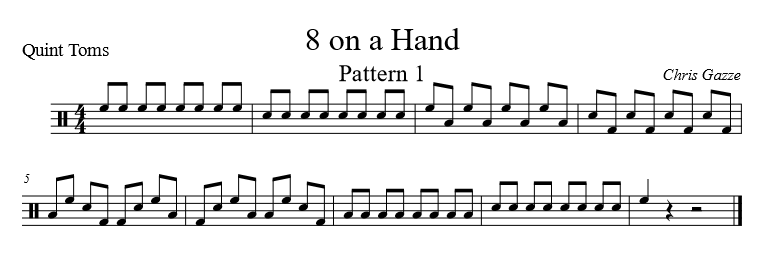 8 on a Hand
Quint Toms
Pattern 1
Chris Gazze
4
4
5